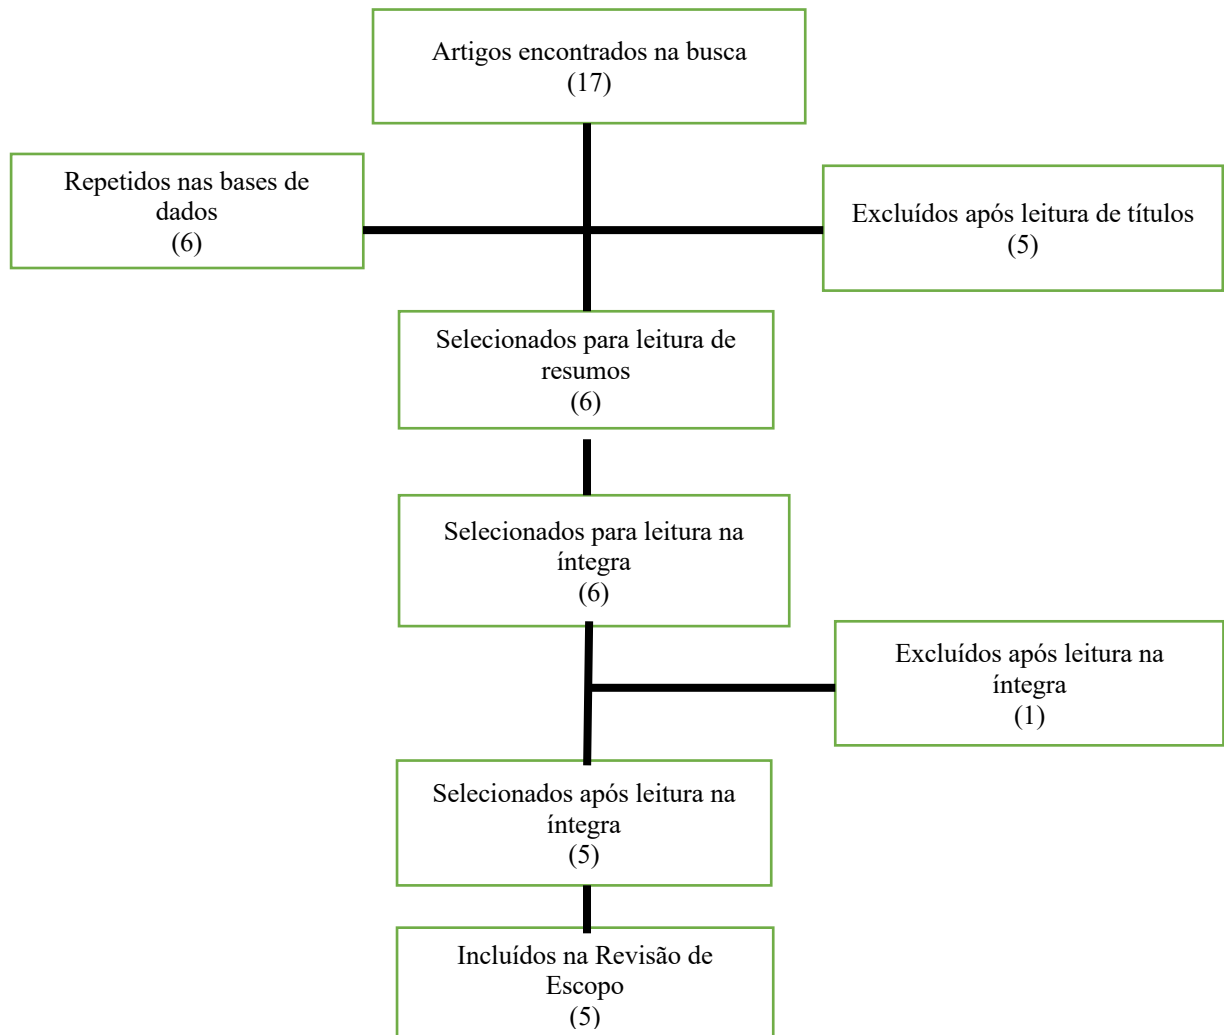 Artigos encontrados na busca
(17)
Repetidos nas bases de
dados
(6)
Excluídos após leitura de títulos
(5)
Selecionados para leitura de
resumos
(6)
Selecionados para leitura na
íntegra
(6)
Excluídos após leitura na
íntegra
(1)
Selecionados após leitura na
íntegra
(5)
Incluídos na Revisão de
Escopo
(5)